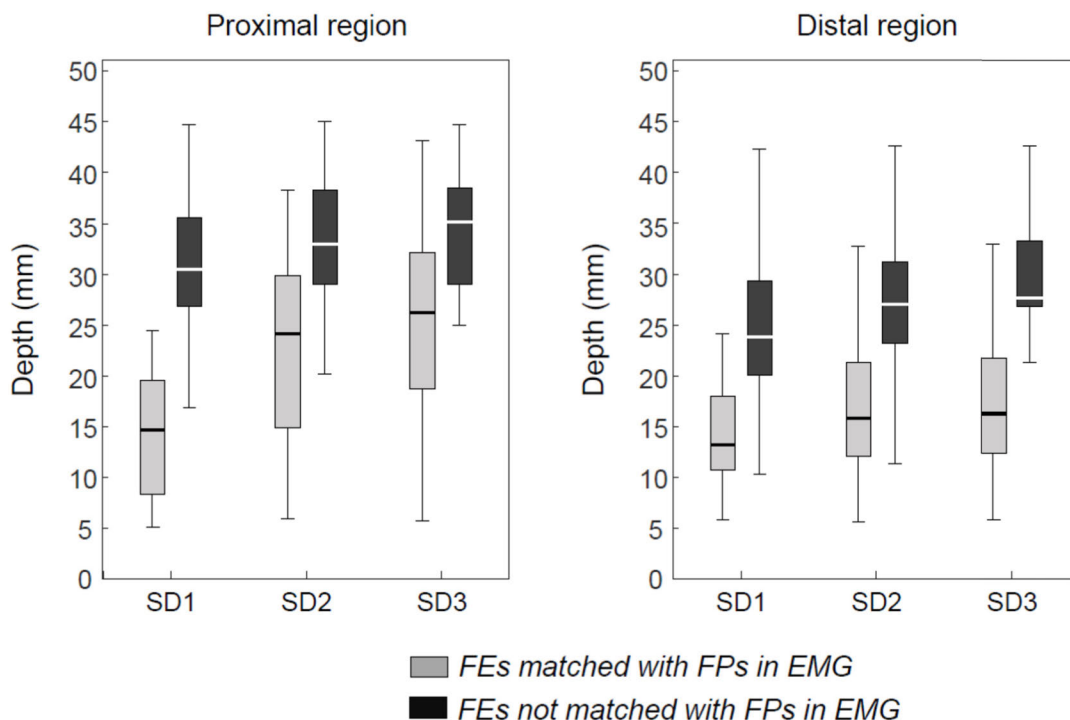 Proximal region
Distal region
50
45
40
35
30
25
20
15
10
5
0
Depth (mm)
SD1 SD2 SD3
50
45
40
35
30
25
20
15
10
5
0
Depth (mm)
SD1 SD2 SD3
FEs matched with FPs in EMG
FEs not matched with FPs in EMG